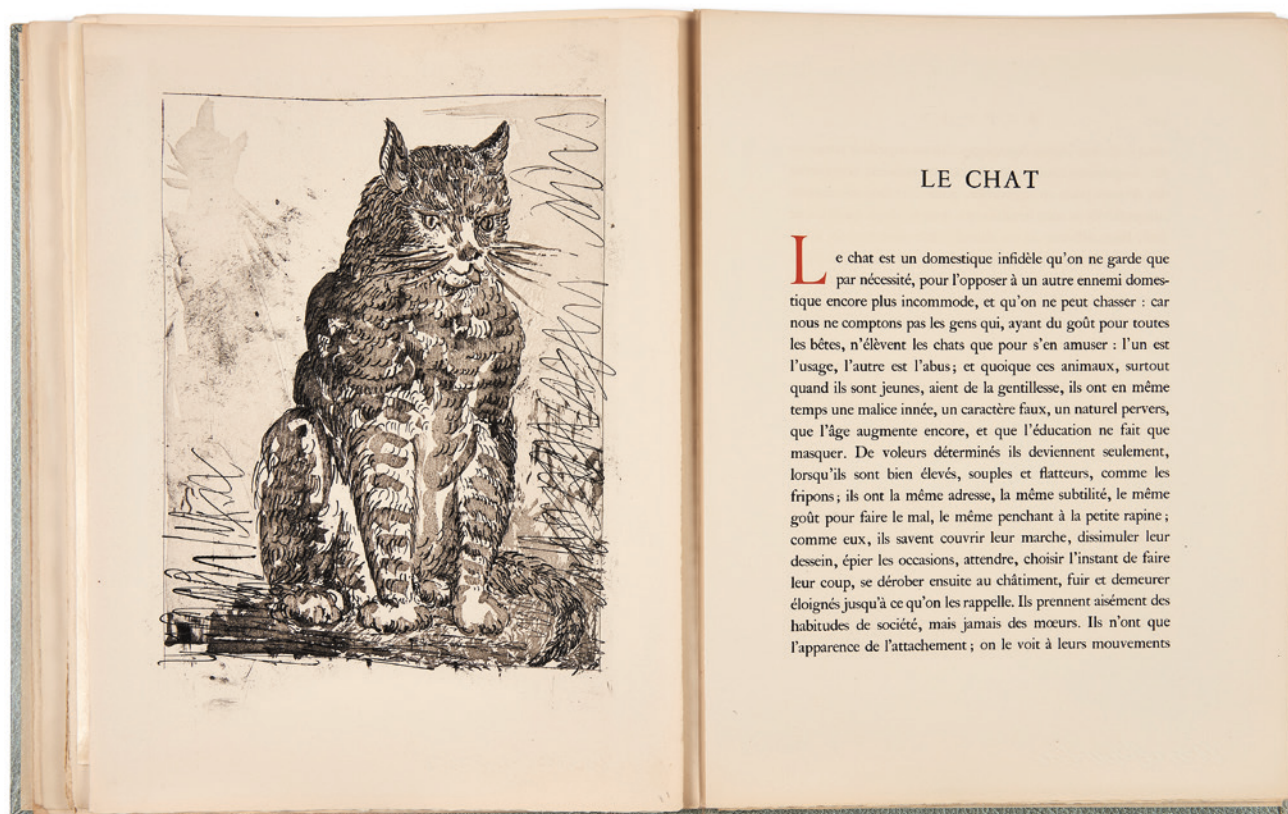 LE CHAT
Le chat est un domestique infidèle qu'on ne garde que
par nécessité, pour l'opposer à un autre ennemi domes-
tique encore plus incommode, et qu'on ne peut chasser : car
nous ne comptons pas les gens qui, ayant du goût pour toutes
les bêtes, n'élèvent les chats que pour s'en amuser : l'un est
l'usage, l'autre est l'abus; et quoique ces animaux, surtout
quand ils sont jeunes, aient de la gentillesse, ils ont en même
temps une malice innée, un caractère faux, un naturel pervers,
que l'âge augmente encore, et que l'éducation ne fait que
masquer. De voleurs déterminés ils deviennent seulement,
lorsqu'ils sont bien élevés, souples et flatteurs, comme les
fripons; ils ont la même adresse, la même subtilité, le même
goût pour faire le mal, le même penchant à la petite rapine;
comme eux, ils savent couvrir leur marche, dissimuler leur
dessein, épier les occasions, attendre, choisir l'instant de faire
leur coup, se dérober ensuite au châtiment, fuir et demeurer
éloignés jusqu'à ce qu'on les rappelle. Ils prennent aisément des
habitudes de société, mais jamais des mœurs. Ils n'ont que
l'apparence de l'attachement; on le voit à leurs mouvements